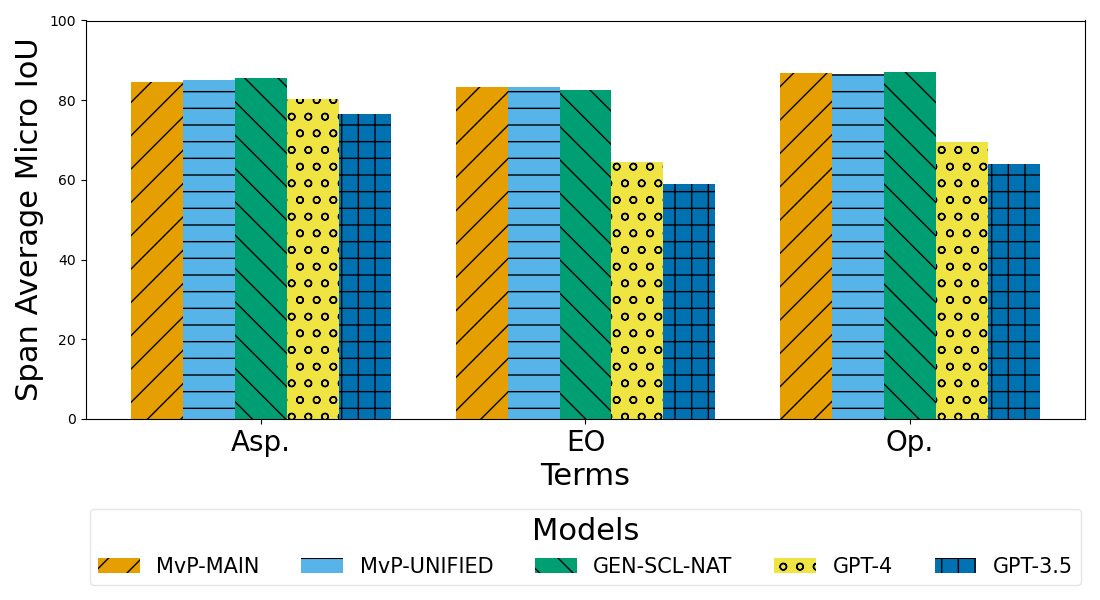 100
80
60
40
20
0
Span Average Micro IoU
Asp. EO Op.
Terms
Models
MvP-MAIN MvP-UNIFIED GEN-SCL-NAT GPT-4 GPT-3.5